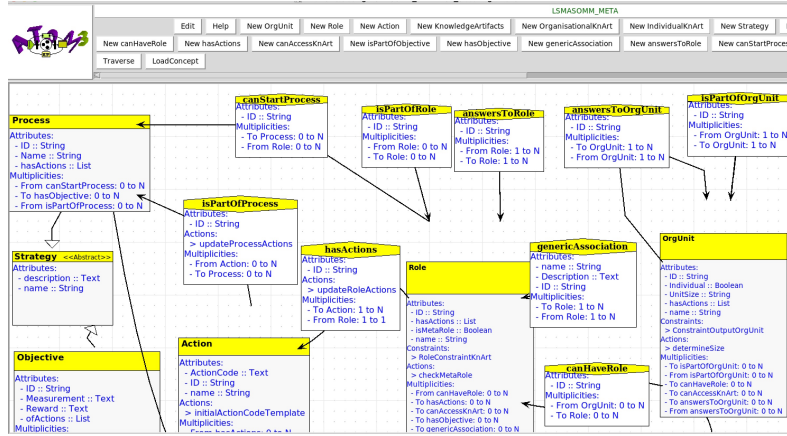 LSMASOMM_META
Edit Help New OrgUnit New Role New Action New KnowledgeArtifacts New OrganisationalKnArt New IndividualKnArt New Strategy
New canHaveRole New hasActions New canAccessKnArt New isPartOfObjective New hasObjective New genericAssociation New answersToRole New canStartProces
Traverse LoadConcept
canStartProcess
Attributes:
- ID :: String
Multiplicities:
- To Process: 0 to N
- From Role: 0 to N
isPartOfRole
Attributes:
- ID :: String
Multiplicities:
- From Role: 0 to N
- To Role: 0 to N
answersToRole
Attributes:
- ID :: String
Multiplicities:
- From Role: 1 to N
- To Role: 1 to N
answersToOrgUnit
Attributes:
- ID :: String
Multiplicities:
- To OrgUnit: 1 to N
- From OrgUnit: 1 to N
isPartOfOrgUnit
Attributes:
- ID :: String
Multiplicities:
- From OrgUnit: 1 to N
- To OrgUnit: 1 to N
Process
Attributes:
- ID :: String
- Name :: String
- hasActions :: List
Multiplicities:
- From canStartProcess: 0 to N
- To hasObjective: 0 to N
- From isPartOfProcess: 0 to N
isPartOfProcess
Attributes:
- ID :: String
Actions:
> updateProcessActions
Multiplicities:
- From Action: 0 to N
- To Process: 0 to N
hasActions
Attributes:
- ID :: String
Actions:
> updateRoleActions
Multiplicities:
- To Action: 1 to N
- From Role: 1 to 1
genericAssociation
Attributes:
- name :: String
- Description :: Text
- ID :: String
Multiplicities:
- To Role: 1 to N
- From Role: 1 to N
OrgUnit
Attributes:
- ID :: String
- Individual :: Boolean
- UnitSize :: String
- hasActions :: List
- name :: String
Constraints:
> ConstraintOutputOrgUnit
Actions:
> determineSize
Multiplicities:
- To isPartOfOrgUnit: 0 to N
- From isPartOfOrgUnit: 0 to N
- To canHaveRole: 0 to N
- To canAccessKnArt: 0 to N
- To answersToOrgUnit: 0 to N
- From answersToOrgUnit: 0 to N
Strategy <<Abstract>>
Attributes:
- description :: Text
- name :: String
Role
Attributes:
- ID :: String
- hasActions :: List
- isMetaRole :: Boolean
- name :: String
Constraints:
> RoleConstraintKnArt
Actions:
> checkMetaRole
Multiplicities:
- From canHaveRole: 0 to N
- To hasActions: 0 to N
- To canAccessKnArt: 0 to N
- To hasObjective: 0 to N
- To genericAssociation: 0 to N
Objective
Attributes:
- ID :: String
- Measurement :: Text
- Reward :: Text
- ofActions :: List
Multiplicities:
Action
Attributes:
- ActionCode :: Text
- ID :: String
- name :: String
Actions:
> initialActionCodeTemplate
Multiplicities:
- From hasActions: 0 to N
canHaveRole
Attributes:
- ID :: String
Multiplicities:
- From OrgUnit: 0 to N
- To Role: 0 to N